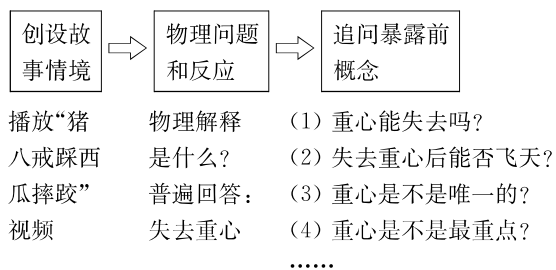 创设故
事情境
物理问题
和反应
追问暴露前
概念
播放“猪
八戒踩西
瓜摔跤”
视频
物理解释
是什么？
普遍回答：
失去重心
（1）重心能失去吗？
（2）失去重心后能否飞天？
（3）重心是不是唯一的？
（4）重心是不是最重点？
……